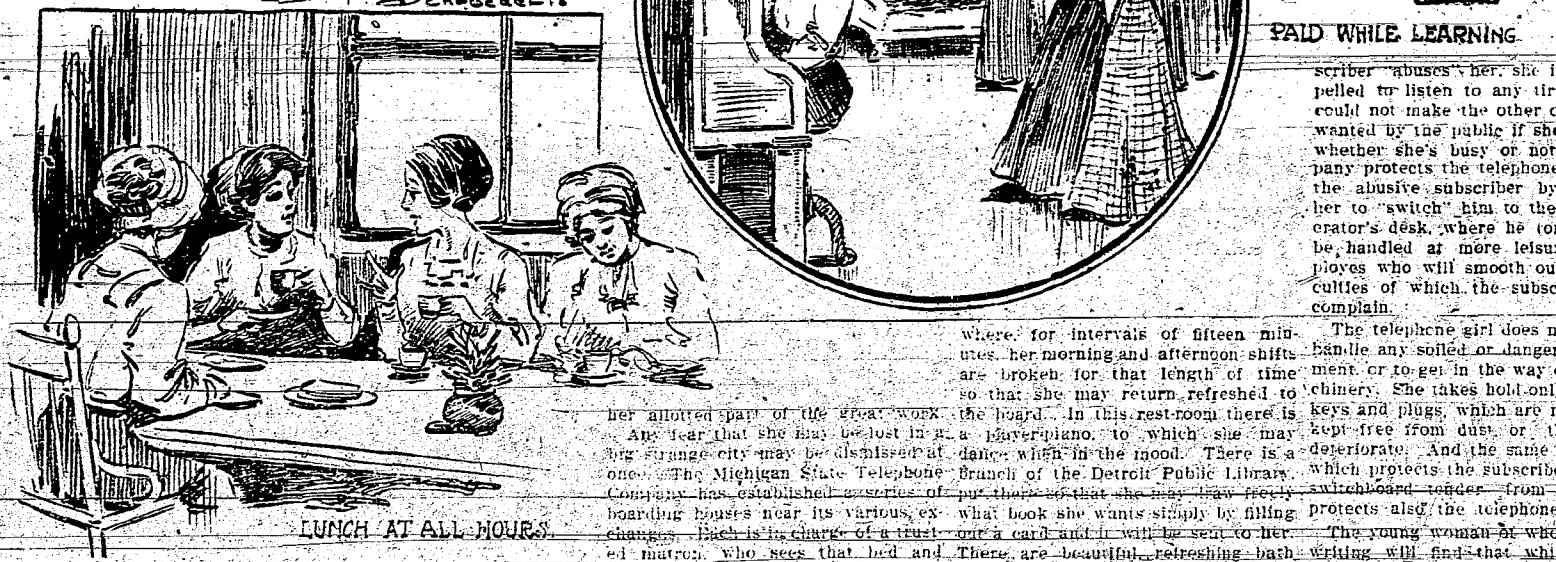 LUNCH AT ALL HOURS.
her allotted part of the great work.
Any fear that she may be lost in a
big strange city may be dismissed at
once. The Michigan State Telephone
Company has established a series of
boarding houses near its various ex-
changes. Each is in charge of a trust-
ed matron, who sees that bed and
where, for intervals of fifteen min-
utes, her morning and afternoon shifts
are broken for that length of time
so that she may return refreshed to
the board. In this rest-room there is
a player-piano, to which she may
dance when in the mood. There is a
Branch of the Detroit Public Library,
put there so that she may draw freely
what book she wants simply by filling
out a card and it will be sent to her.
There are beautiful, refreshing bath
PAID WHILE LEARNING
scriber "abuses" her, she i
pelled to listen to any tir
could not make the other c
wanted by the public if she
whether she's busy or not
pany protects the telephone
the abusive subscriber by
her to "switch" him to the
erator's desk, where he
be handled at more leisu
ployes who will smooth ou
culties of which the subsc
complain.
The telephone girl does n
handle any soiled or danger
ment, or to get in the way
chinery. She takes hold onl
keys and plugs, which are
kept free from dust or
deteriorate. And the same
which protects the subscribe
switchboard tender from
protects also the telephone
The young woman of who
writing will find that whi